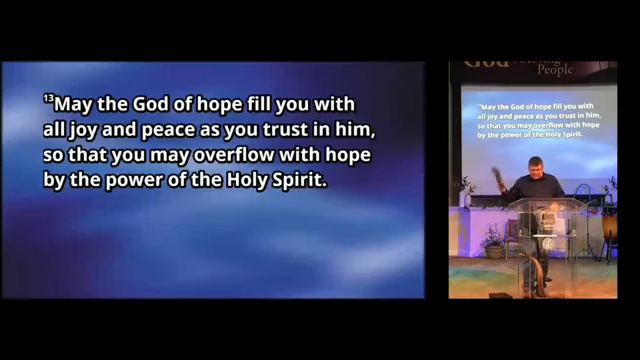 13May the God of hope fill you with
all joy and peace as you trust in him,
so that you may overflow with hope
by the power of the Holy Spirit.
God
People
May the God of hope fill you with
all joy and peace as you trust in him,
so that you may overflow with hope
by the power of the Holy Spirit.